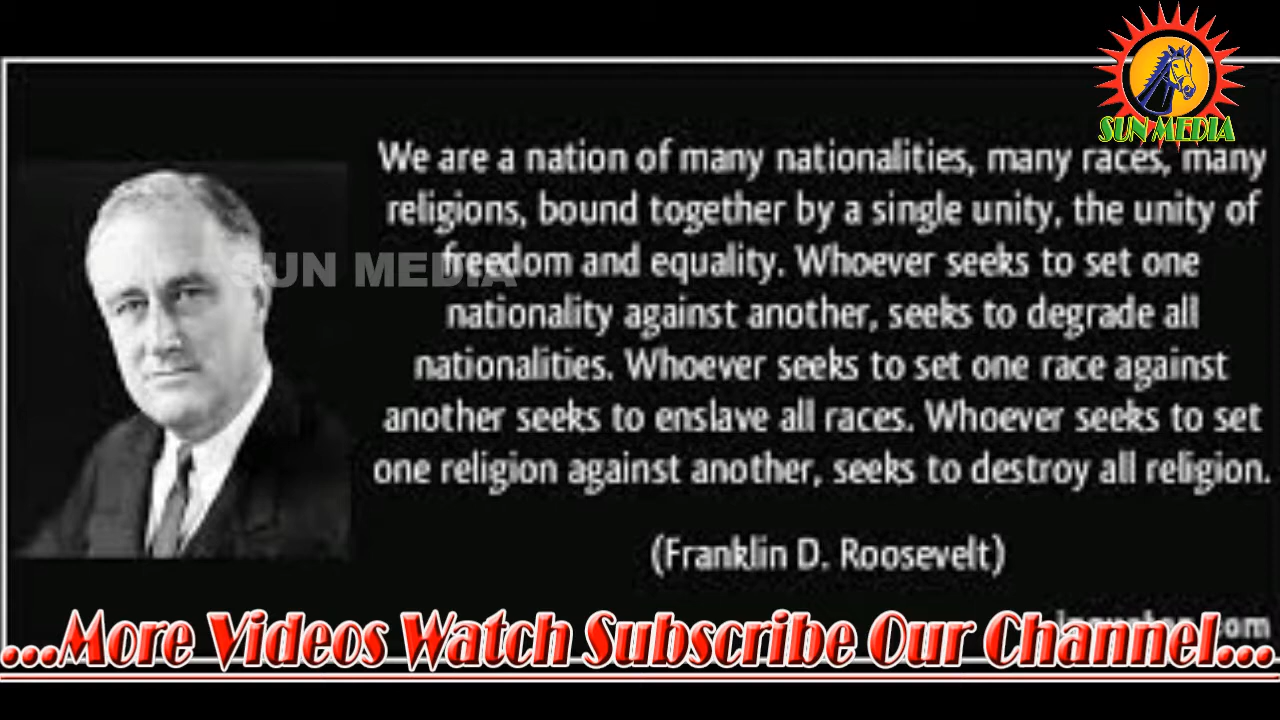 SUN MEDIA
We are a nation of many nationalities, many races, many
religions, bound together by a single unity, the unity of
freedom and equality. Whoever seeks to set one
SUN MEDIA
nationality against another, seeks to degrade all
nationalities. Whoever seeks to set one race against
another seeks to enslave all races. Whoever seeks to set
one religion against another, seeks to destroy all religion.
(Franklin D. Roosevelt)
...More Videos Watch Subscribe Our Channel...